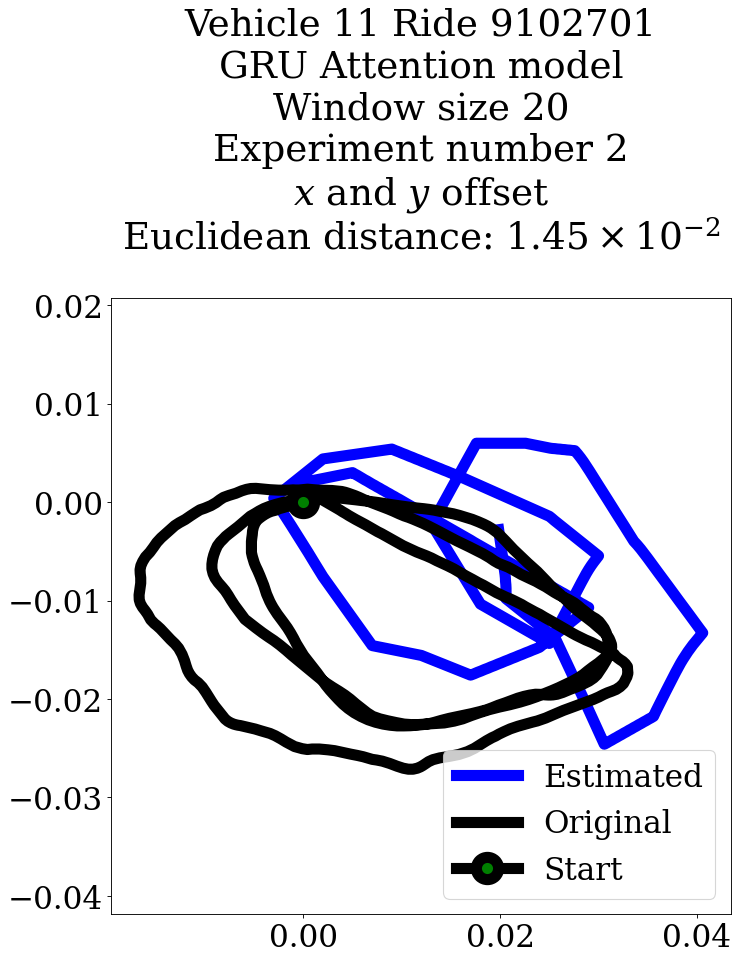 Vehicle 11 Ride 9102701
GRU Attention model
Window size 20
Experiment number 2
x and y offset
Euclidean distance: 1.45 × 10⁻²
0.02
0.01
0.00
−0.01
−0.02
−0.03
−0.04
Estimated
Original
Start
0.00 0.02 0.04